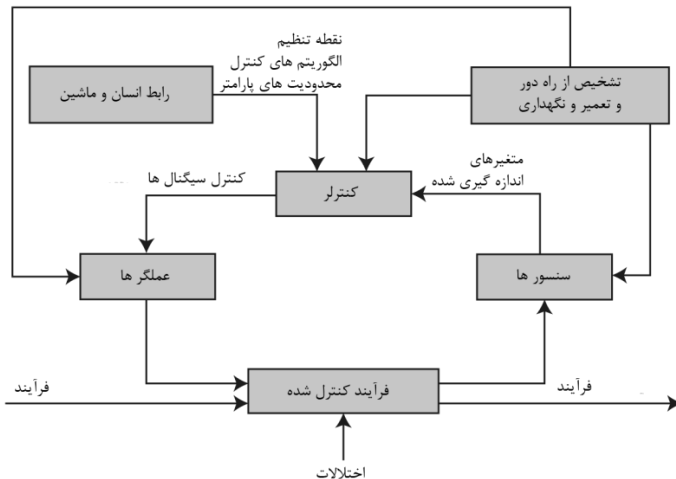 نقطه تنظیم
الگوریتم های کنترل
محدودیت های پارامتر
تشخیص از راه دور
و تعمیر و نگهداری
رابط انسان و ماشین
متغیرهای
اندازه گیری شده
کنترلر
کنترل سیگنال ها
سنسور ها
عملگر ها
فرآیند
فرآیند کنترل شده
فرآیند
اختلالات